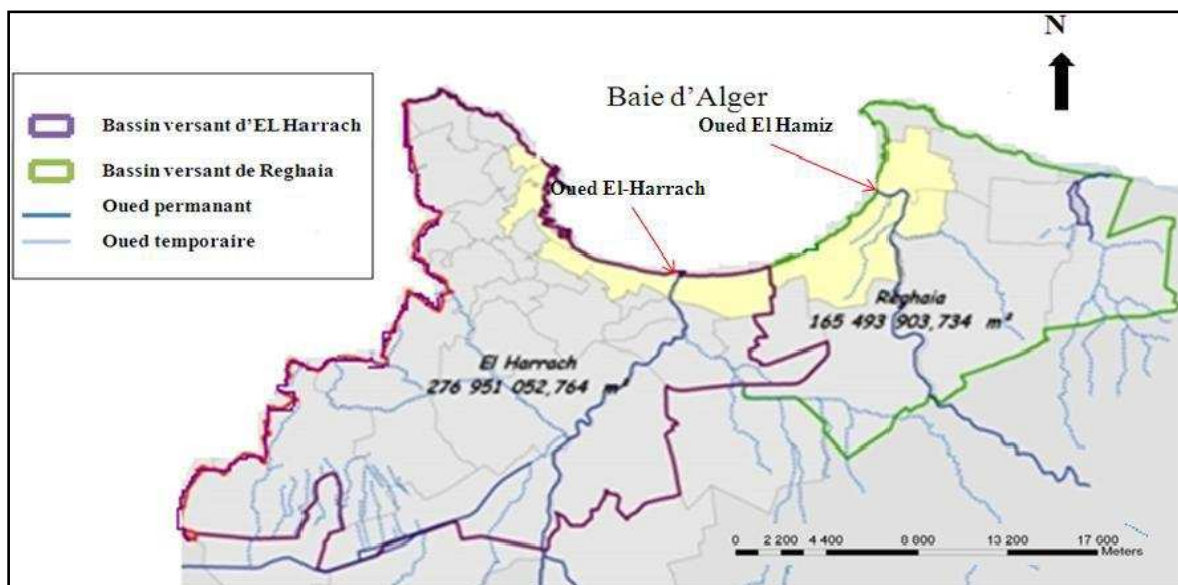 N
Bassin versant d'EL Harrach
Bassin versant de Reghaia
Oued permanant
Oued temporaire
Baie d'Alger
Oued El Hamiz
Oued El-Harrach
Reghaia
165 493 903,734 m²
El Harrach
276 951 052,764 m²
0 2 200 4 400 8 800 13 200 17 600
Meters